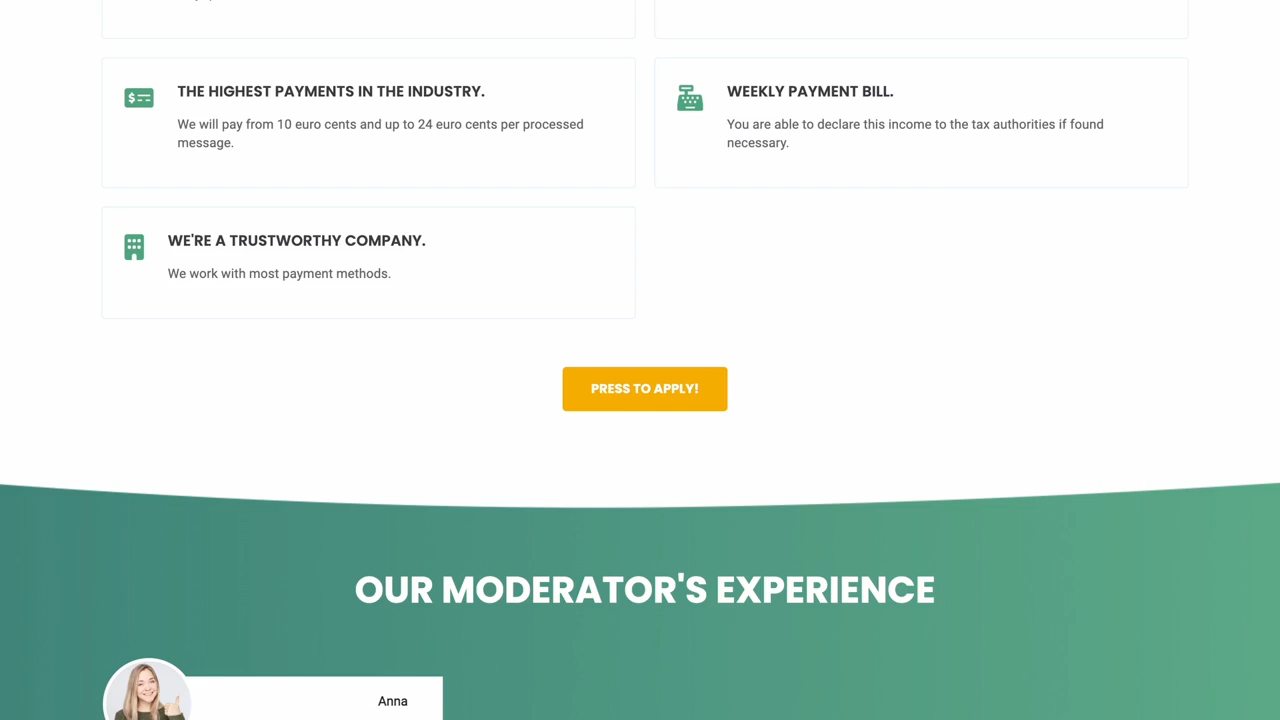 THE HIGHEST PAYMENTS IN THE INDUSTRY.
We will pay from 10 euro cents and up to 24 euro cents per processed
message.
WEEKLY PAYMENT BILL.
You are able to declare this income to the tax authorities if found
necessary.
WE'RE A TRUSTWORTHY COMPANY.
We work with most payment methods.
PRESS TO APPLY!
OUR MODERATOR'S EXPERIENCE
Anna